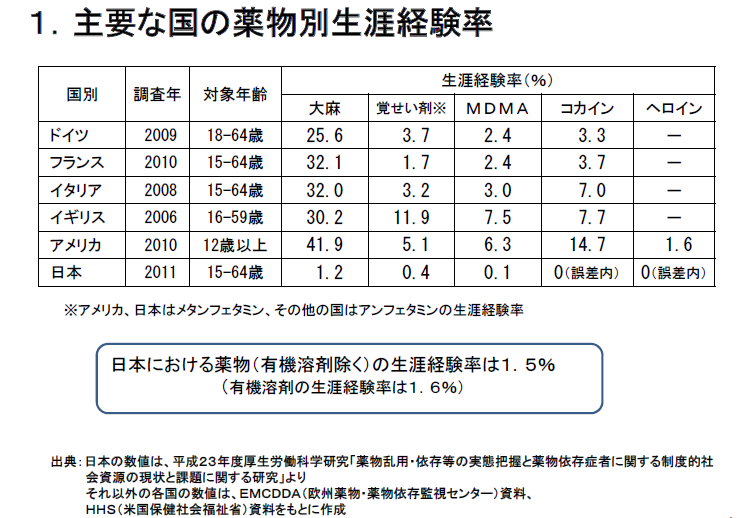 １．主要な国の薬物別生涯経験率
国別 調査年 対象年齢 生涯経験率（％）
大麻 覚せい剤※ ＭＤＭＡ コカイン ヘロイン
ドイツ 2009 18-64歳 25.6 3.7 2.4 3.3 －
フランス 2010 15-64歳 32.1 1.7 2.4 3.7 －
イタリア 2008 15-64歳 32.0 3.2 3.0 7.0 －
イギリス 2006 16-59歳 30.2 11.9 7.5 7.7 －
アメリカ 2010 12歳以上 41.9 5.1 6.3 14.7 1.6
日本 2011 15-64歳 1.2 0.4 0.1 0（誤差内） 0（誤差内）
※アメリカ、日本はメタンフェタミン、その他の国はアンフェタミンの生涯経験率
日本における薬物（有機溶剤除く）の生涯経験率は１．５％
（有機溶剤の生涯経験率は１．６％）
出典：日本の数値は、平成２３年度厚生労働科学研究「薬物乱用・依存等の実態把握と薬物依存症者に関する制度的社
会資源の現状と課題に関する研究」より
それ以外の各国の数値は、ＥＭＣＤＤＡ（欧州薬物・薬物依存監視センター）資料、
ＨＨＳ（米国保健社会福祉省）資料をもとに作成